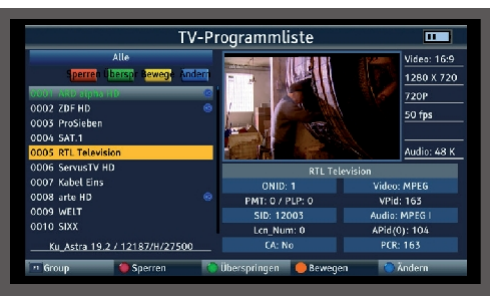 TV-Programmliste
Alle
Sperren Überspr Bewege Ändern
0001 ARD alpha HD
0002 ZDF HD
0003 ProSieben
0004 SAT.1
0005 RTL Television
0006 ServusTV HD
0007 Kabel Eins
0008 arte HD
0009 WELT
0010 SIXX
Ku_Astra 19.2 / 12187/H/27500
Video: 16:9
1280 X 720
720P
50 fps
Audio: 48 K
RTL Television
ONID: 1 Video: MPEG
PMT: 0 / PLP: 0 VPid: 163
SID: 12003 Audio: MPEG I
Lcn_Num: 0 APid(0): 104
CA: No PCR: 163
Group Sperren Überspringen Bewegen Ändern